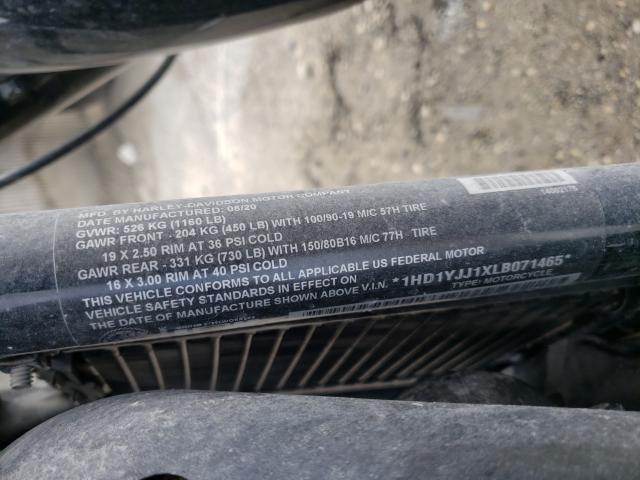 MFD. BY HARLEY-DAVIDSON MOTOR COMPANY
DATE MANUFACTURED: 08/20
GVWR: 526 KG (1160 LB)
GAWR FRONT - 204 KG (450 LB) WITH 100/90-19 M/C 57H TIRE
19 X 2.50 RIM AT 36 PSI COLD
GAWR REAR - 331 KG (730 LB) WITH 150/80B16 M/C 77H TIRE
16 X 3.00 RIM AT 40 PSI COLD
THIS VEHICLE CONFORMS TO ALL APPLICABLE US FEDERAL MOTOR
VEHICLE SAFETY STANDARDS IN EFFECT ON
THE DATE OF MANUFACTURE SHOWN ABOVE V.I.N.
*1HD1YJJ1XLB071465*
TYPE: MOTORCYCLE